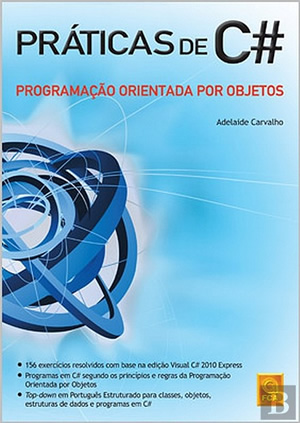 PRÁTICAS DE C#
PROGRAMAÇÃO ORIENTADA POR OBJETOS
Adelaide Carvalho
• 156 exercícios resolvidos com base na edição Visual C# 2010 Express
• Programas em C# segundo os princípios e regras da Programação
Orientada por Objetos
• Top-down em Português Estruturado para classes, objetos,
estruturas de dados e programas em C#
FCA
B